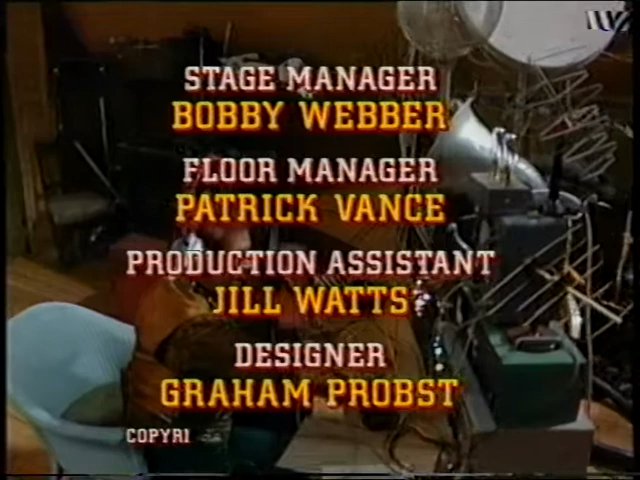 STAGE MANAGER
BOBBY WEBBER
FLOOR MANAGER
PATRICK VANCE
PRODUCTION ASSISTANT
JILL WATTS
DESIGNER
GRAHAM PROBST
COPYRI